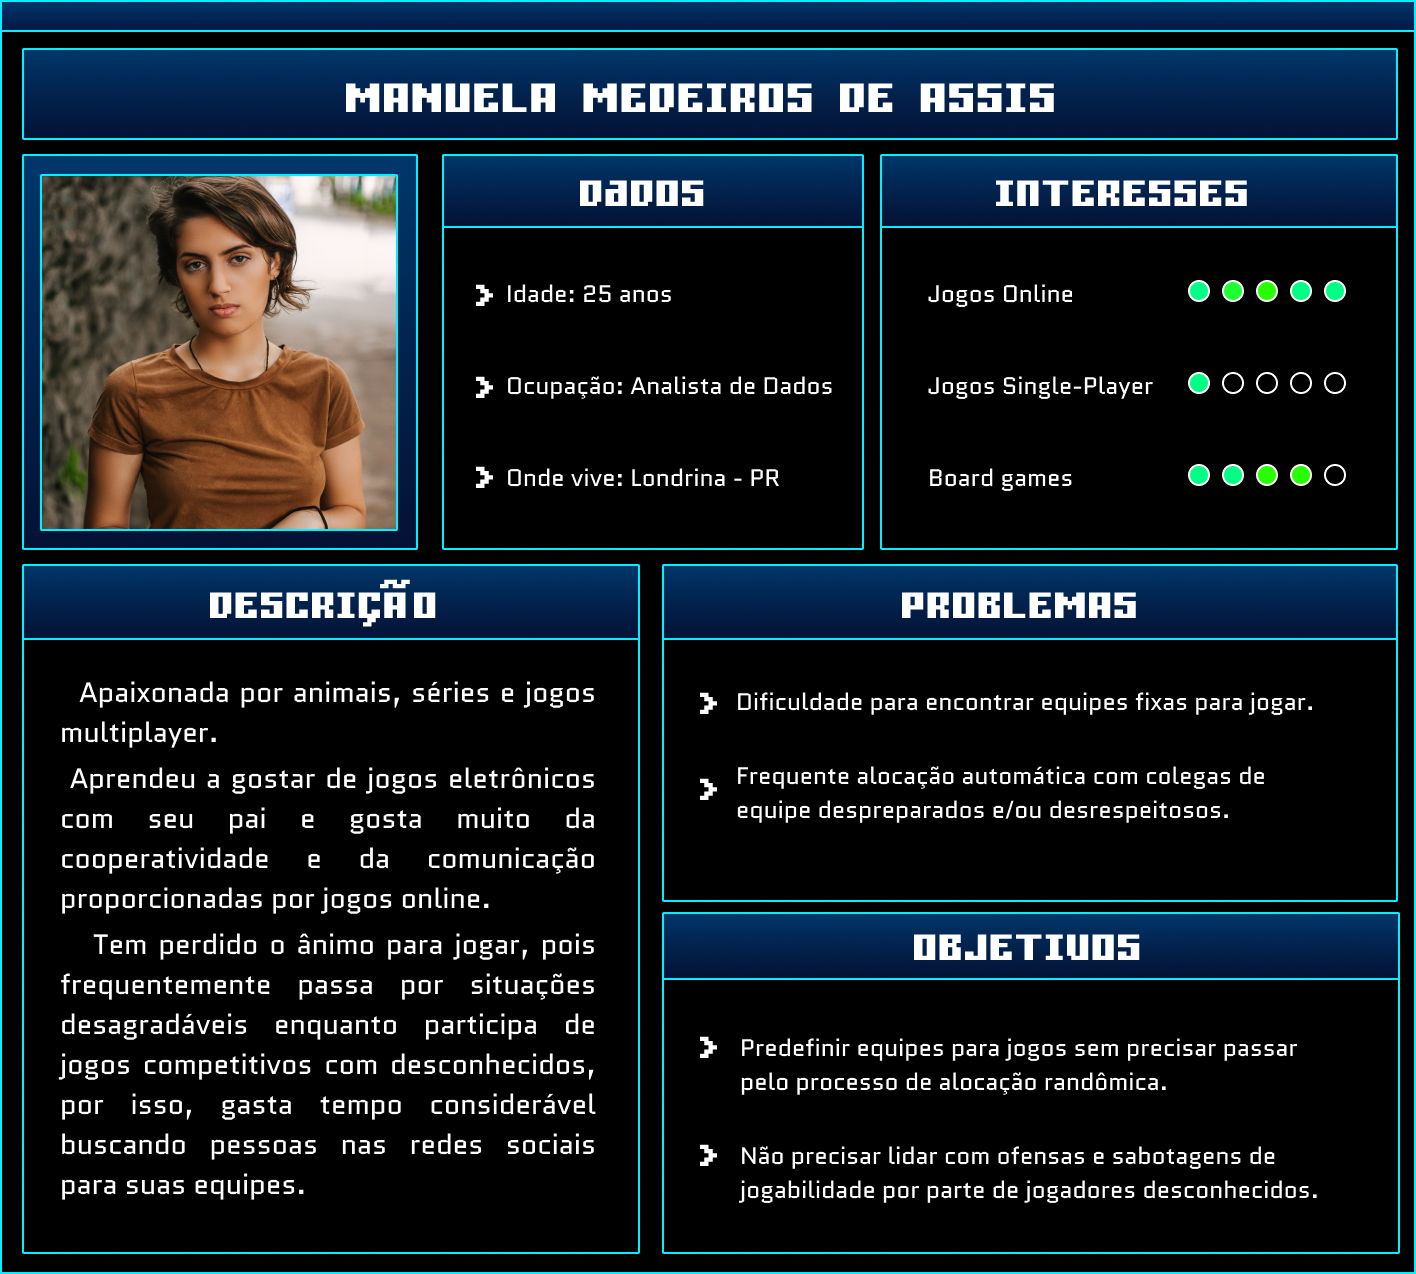 MANUELA MEDEIROS DE ASSIS
DaDOS
Idade: 25 anos
Ocupação: Analista de Dados
Onde vive: Londrina - PR
INTERESSES
Jogos Online
Jogos Single-Player
Board games
DESCRIÇÃO
Apaixonada por animais, séries e jogos
multiplayer.
Aprendeu a gostar de jogos eletrônicos
com seu pai e gosta muito da
cooperatividade e da comunicação
proporcionadas por jogos online.
Tem perdido o ânimo para jogar, pois
frequentemente passa por situações
desagradáveis enquanto participa de
jogos competitivos com desconhecidos,
por isso, gasta tempo considerável
buscando pessoas nas redes sociais
para suas equipes.
PROBLEMAS
Dificuldade para encontrar equipes fixas para jogar.
Frequente alocação automática com colegas de
equipe despreparados e/ou desrespeitosos.
OBJETIVOS
Predefinir equipes para jogos sem precisar passar
pelo processo de alocação randômica.
Não precisar lidar com ofensas e sabotagens de
jogabilidade por parte de jogadores desconhecidos.